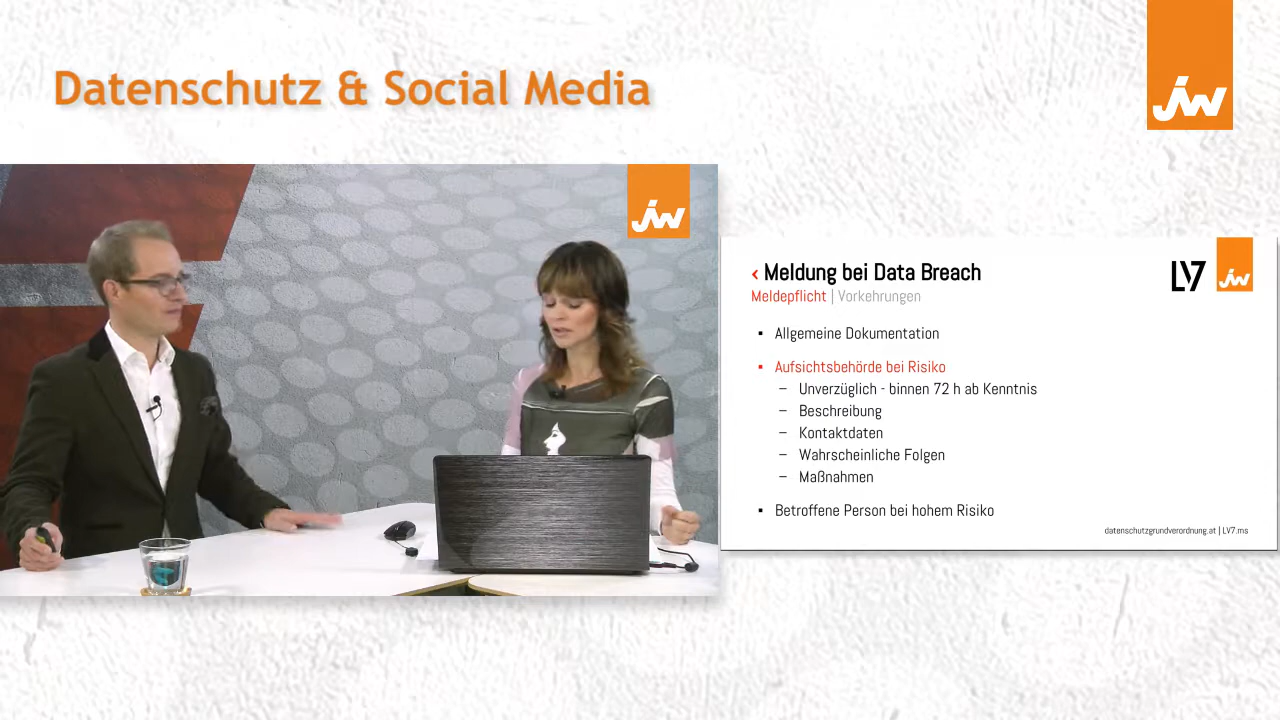 Datenschutz & Social Media
jw
jw
‹ Meldung bei Data Breach
LV7
jw
Meldepflicht | Vorkehrungen
▪ Allgemeine Dokumentation
▪ Aufsichtsbehörde bei Risiko
– Unverzüglich - binnen 72 h ab Kenntnis
– Beschreibung
– Kontaktdaten
– Wahrscheinliche Folgen
– Maßnahmen
▪ Betroffene Person bei hohem Risiko
datenschutzgrundverordnung.at | LV7.ms